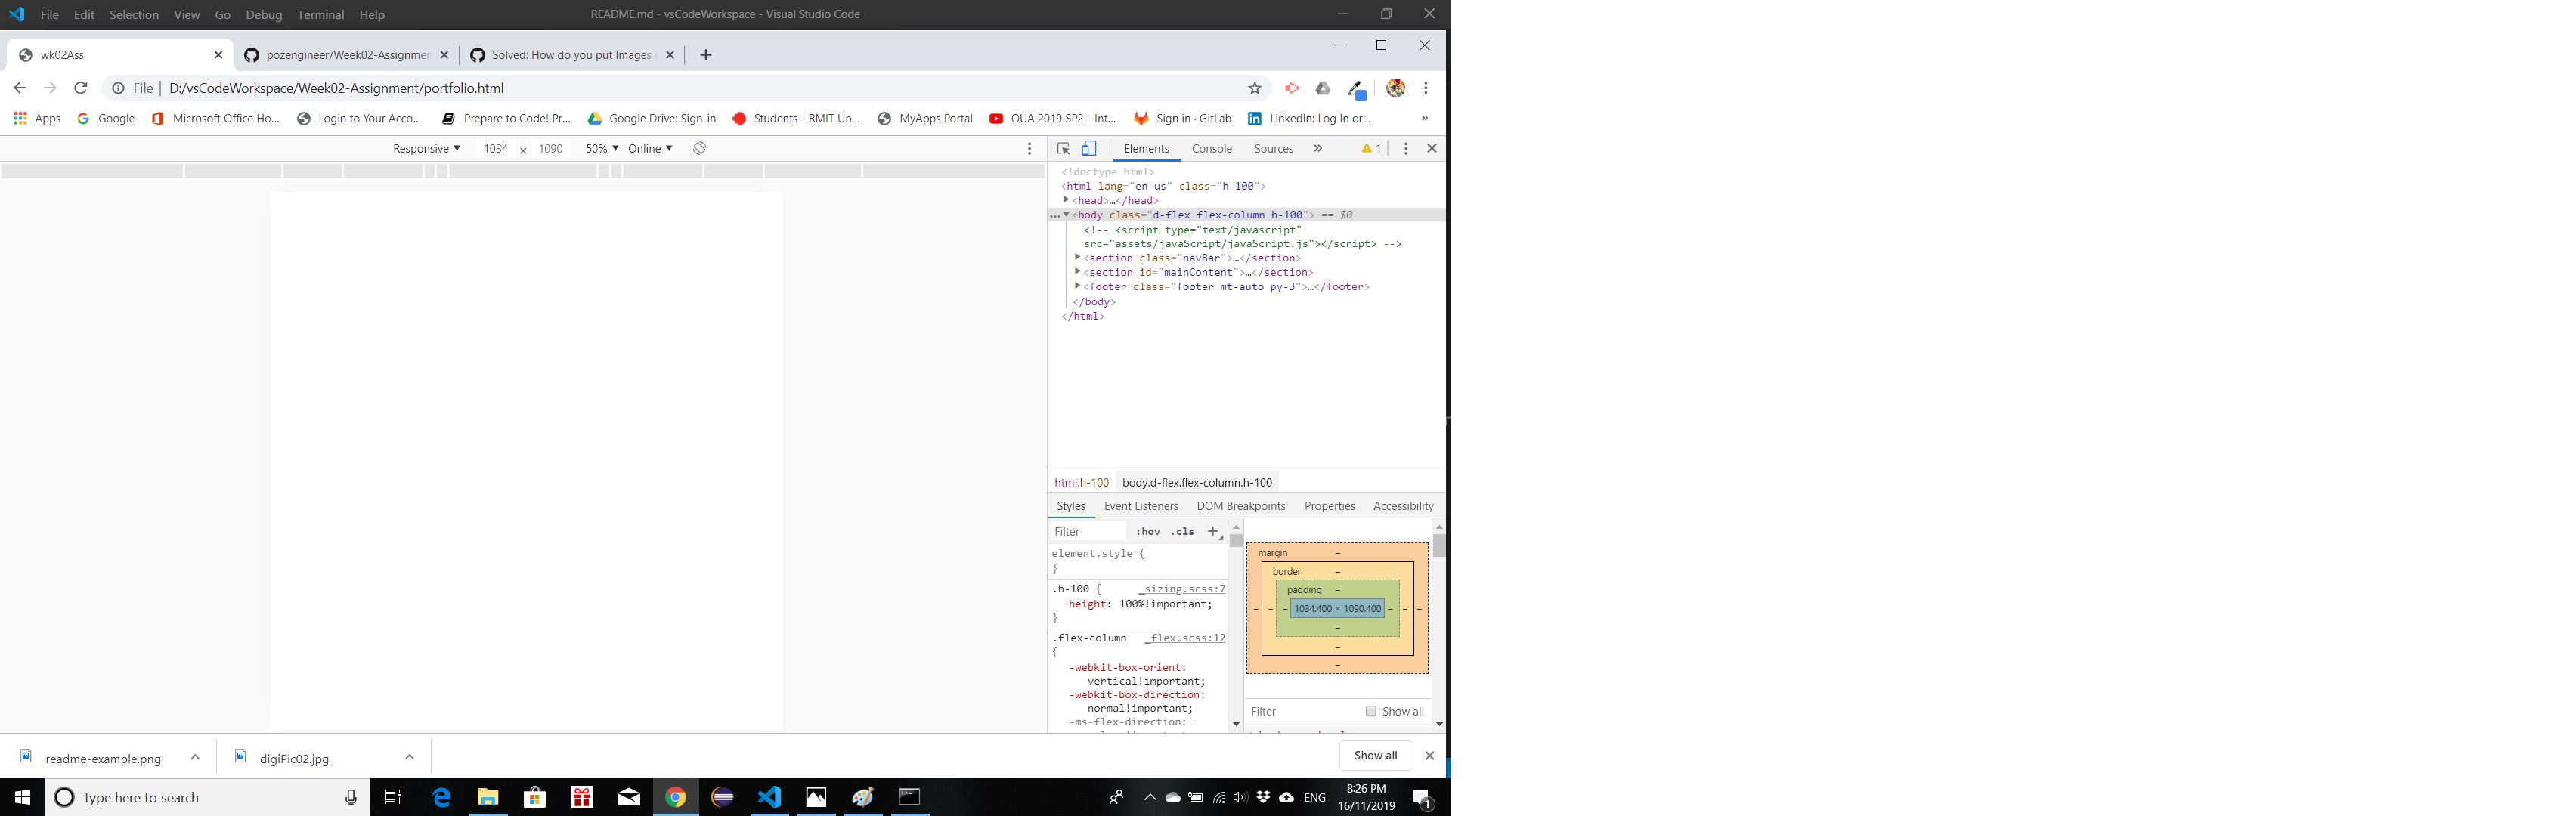 File Edit Selection View Go Debug Terminal Help README.md - vsCodeWorkspace - Visual Studio Code
wk02Ass pozengineer/Week02-Assignmen Solved: How do you put Images
File D:/vsCodeWorkspace/Week02-Assignment/portfolio.html
Apps Google Microsoft Office Ho... Login to Your Acco... Prepare to Code! Pr... Google Drive: Sign-in Students - RMIT Un... MyApps Portal OUA 2019 SP2 - Int... Sign in · GitLab LinkedIn: Log In or... »
Responsive ▼ 1034 × 1090 50% ▼ Online ▼
Elements Console Sources » 1
<!doctype html>
<html lang="en-us" class="h-100">
<head>…</head>
...<body class="d-flex flex-column h-100"> == $0
<!-- <script type="text/javascript"
src="assets/javaScript/javaScript.js"></script> -->
<section class="navBar">…</section>
<section id="mainContent">…</section>
<footer class="footer mt-auto py-3">…</footer>
</body>
</html>
html.h-100 body.d-flex.flex-column.h-100
Styles Event Listeners DOM Breakpoints Properties Accessibility
Filter :hov .cls +
element.style {
}
.h-100 { _sizing.scss:7
height: 100%!important;
}
.flex-column _flex.scss:12
{
-webkit-box-orient:
vertical!important;
-webkit-box-direction:
normal!important;
-ms-flex-direction:
margin –
border –
padding –
– – – 1034.400 × 1090.400 – – –
–
–
–
Filter Show all
readme-example.png digiPic02.jpg Show all
Type here to search ENG 8:26 PM
16/11/2019 1